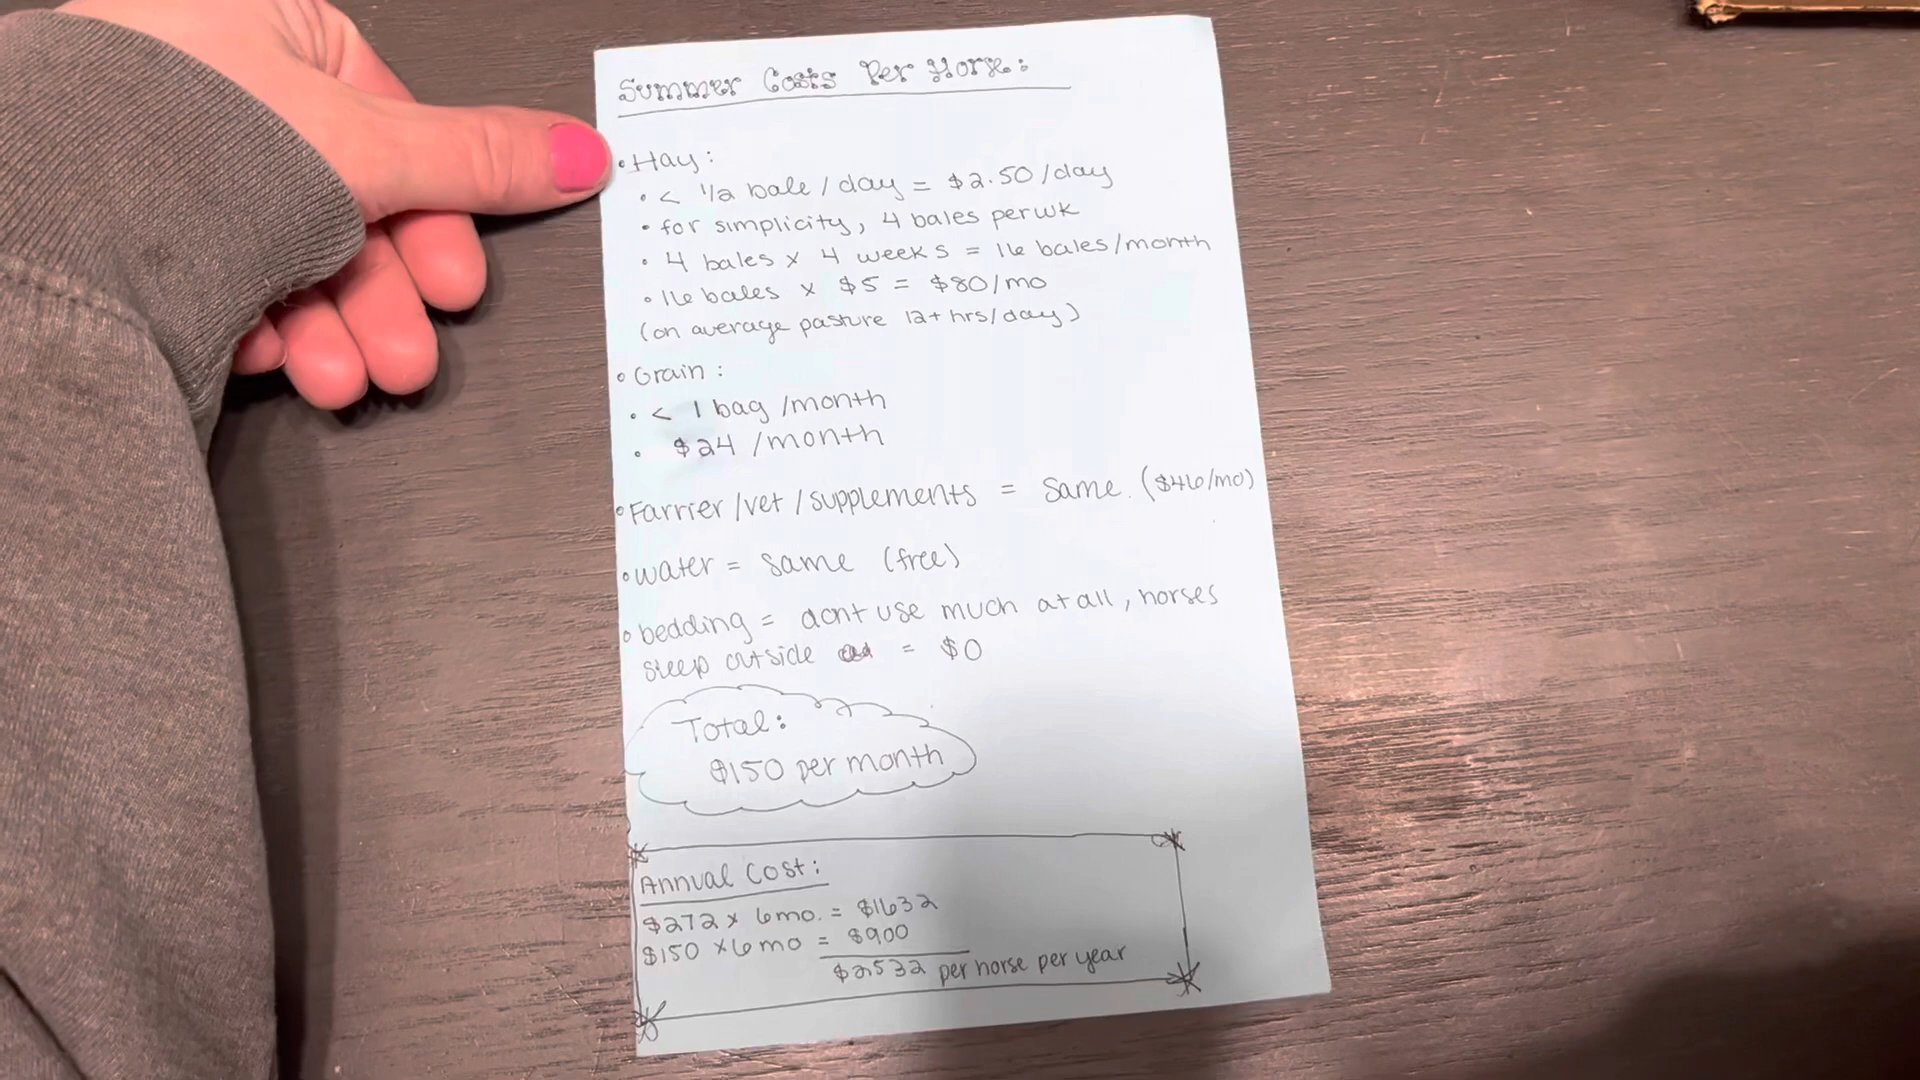 Summer Costs Per Horse:
• Hay:
• < 1/2 bale / day = $2.50 /day
• for simplicity, 4 bales per wk
• 4 bales x 4 weeks = 16 bales/month
• 16 bales x $5 = $80/mo
(on average pasture 12+ hrs/day)
• Grain:
• < 1 bag /month
• $24 /month
• Farrier/vet/supplements = same. ($46/mo)
• water = same (free)
• bedding = dont use much at all, horses
sleep outside = $0
Total:
$150 per month
Annual Cost:
$272 x 6 mo. = $1632
$150 x 6 mo = $900
$2532 per horse per year